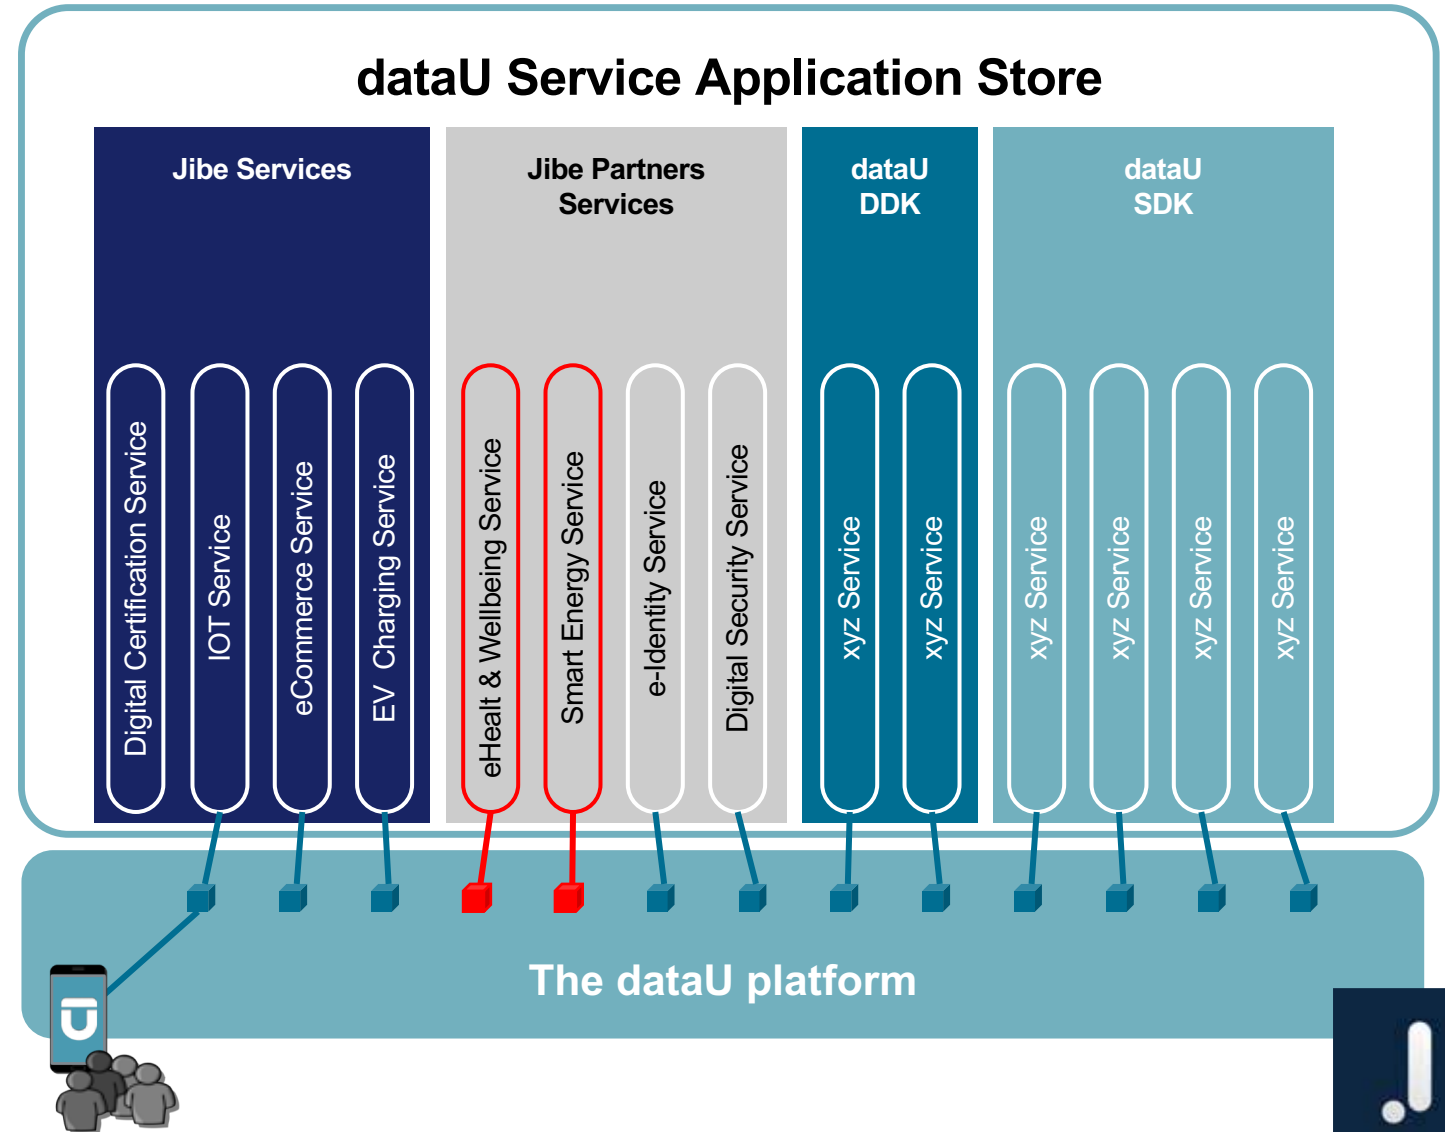 dataU Service Application Store
Jibe Services
Jibe Partners
Services
dataU
DDK
dataU
SDK
Digital Certification Service
IOT Service
eCommerce Service
EV  Charging Service
eHealt & Wellbeing Service
Smart Energy Service
e-Identity Service
Digital Security Service
xyz Service
xyz Service
xyz Service
xyz Service
xyz Service
xyz Service
The dataU platform
U